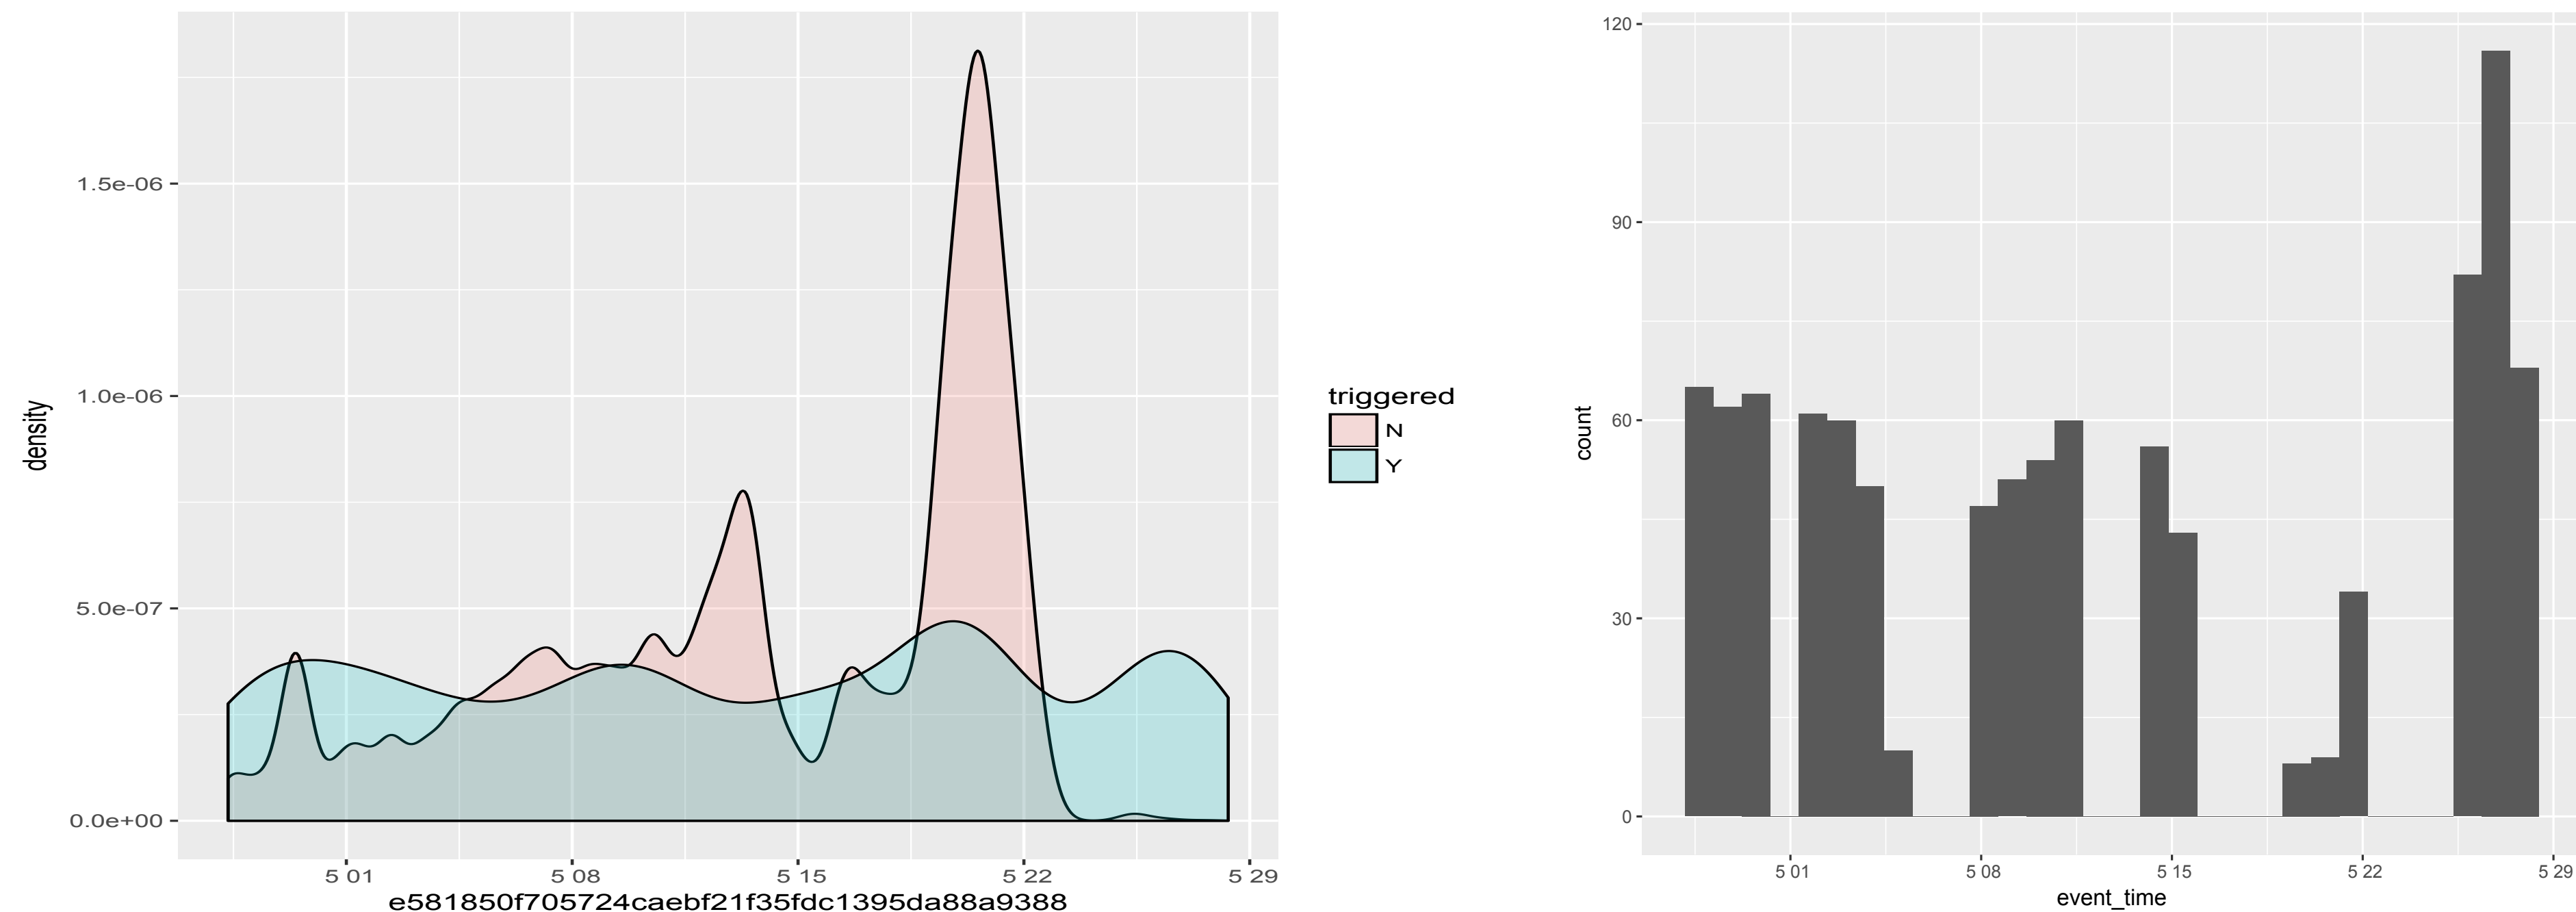 density
1.5e-06
1.0e-06
5.0e-07
0.0e+00
5 01
5 08
5 15
5 22
5 29
e581850f705724caebf21f35fdc1395da88a9388
triggered
N
Y
count
120
90
60
30
0
5 01
5 08
5 15
5 22
5 29
event_time